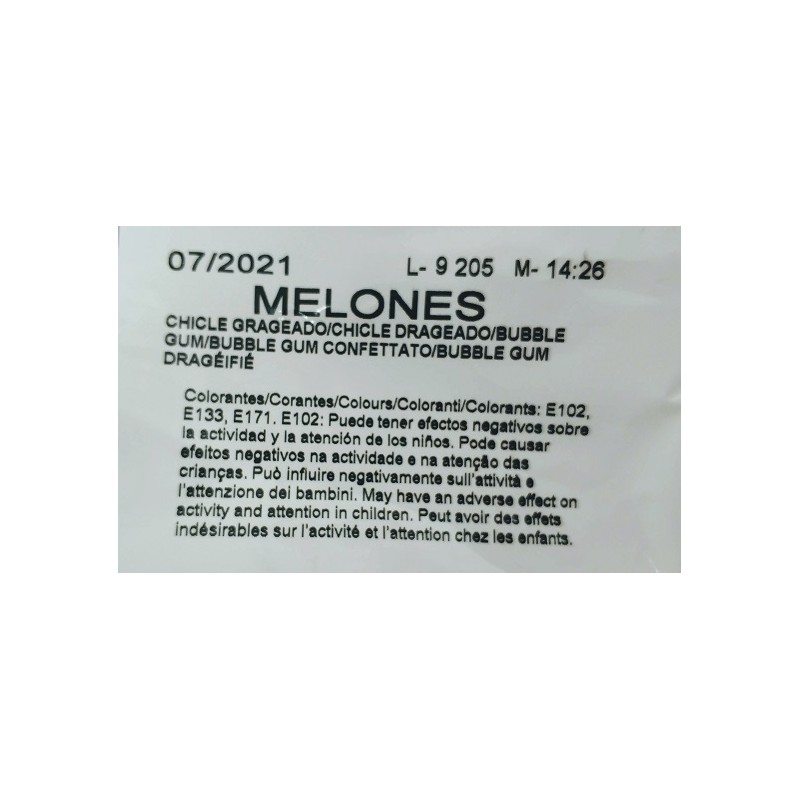 07/2021 L- 9 205 M- 14:26
MELONES
CHICLE GRAGEADO/CHICLE DRAGEADO/BUBBLE
GUM/BUBBLE GUM CONFETTATO/BUBBLE GUM
DRAGÉIFIÉ
Colorantes/Corantes/Colours/Coloranti/Colorants: E102,
E133, E171. E102: Puede tener efectos negativos sobre
la actividad y la atención de los niños. Pode causar
efeitos negativos na actividade e na atenção das
crianças. Può influire negativamente sull'attività e
l'attenzione dei bambini. May have an adverse effect on
activity and attention in children. Peut avoir des effets
indésirables sur l'activité et l'attention chez les enfants.